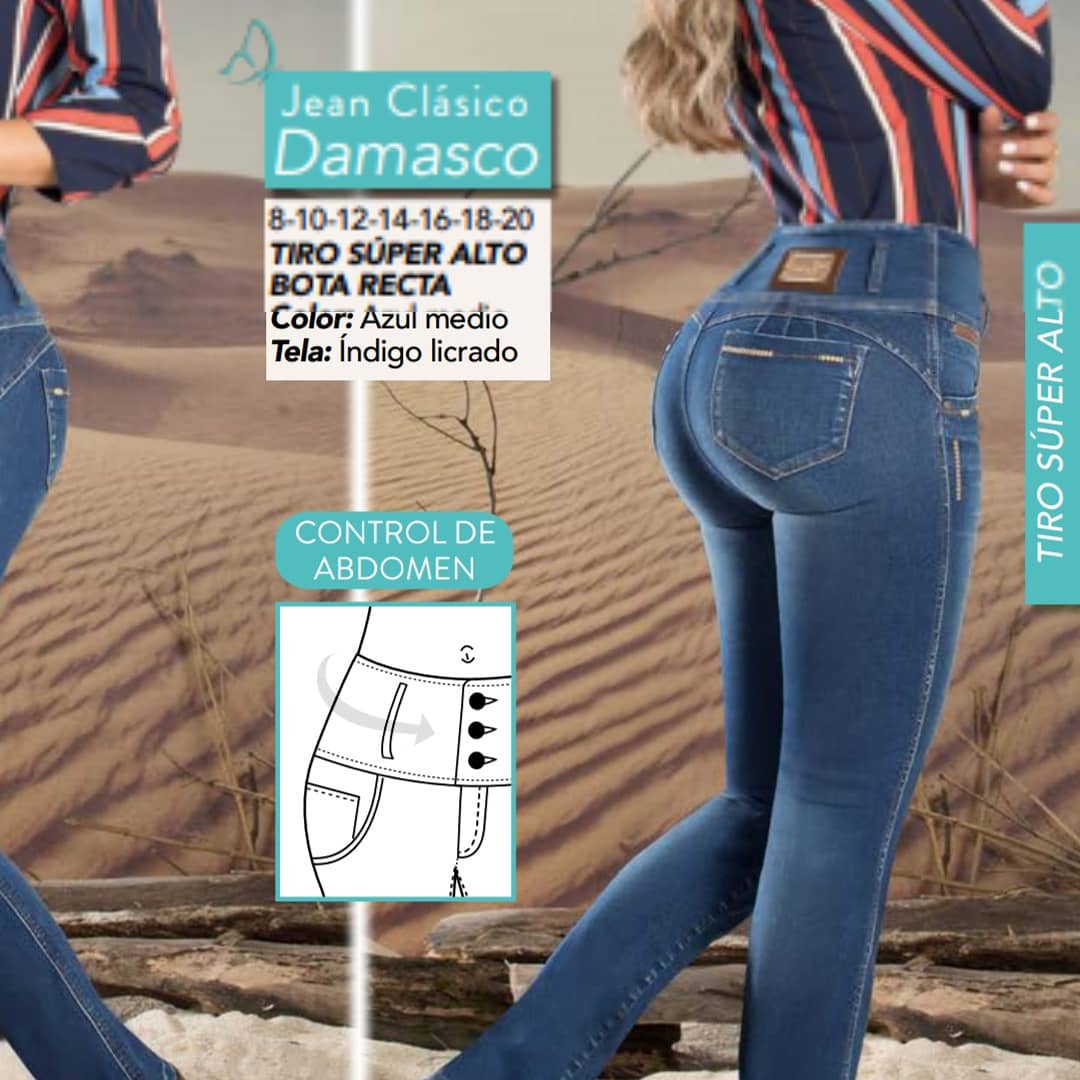 Jean Clásico
Damasco
8-10-12-14-16-18-20
TIRO SÚPER ALTO
BOTA RECTA
Color: Azul medio
Tela: Índigo licrado
CONTROL DE
ABDOMEN
TIRO SÚPER ALTO